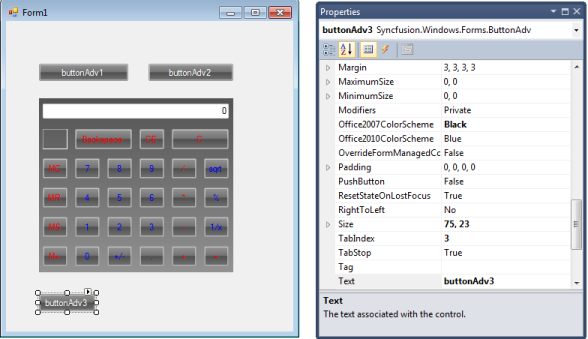 Form1
buttonAdv1 buttonAdv2
0
Backspace CE C
MC 7 8 9 / sqrt
MR 4 5 6 * %
MS 1 2 3 - 1/x
M+ 0 +/- . + =
buttonAdv3
Properties
buttonAdv3 Syncfusion.Windows.Forms.ButtonAdv
Margin 3, 3, 3, 3
MaximumSize 0, 0
MinimumSize 0, 0
Modifiers Private
Office2007ColorScheme Black
Office2010ColorScheme Blue
OverrideFormManagedCc False
Padding 0, 0, 0, 0
PushButton False
ResetStateOnLostFocus True
RightToLeft No
Size 75, 23
TabIndex 3
TabStop True
Tag
Text buttonAdv3
Text
The text associated with the control.